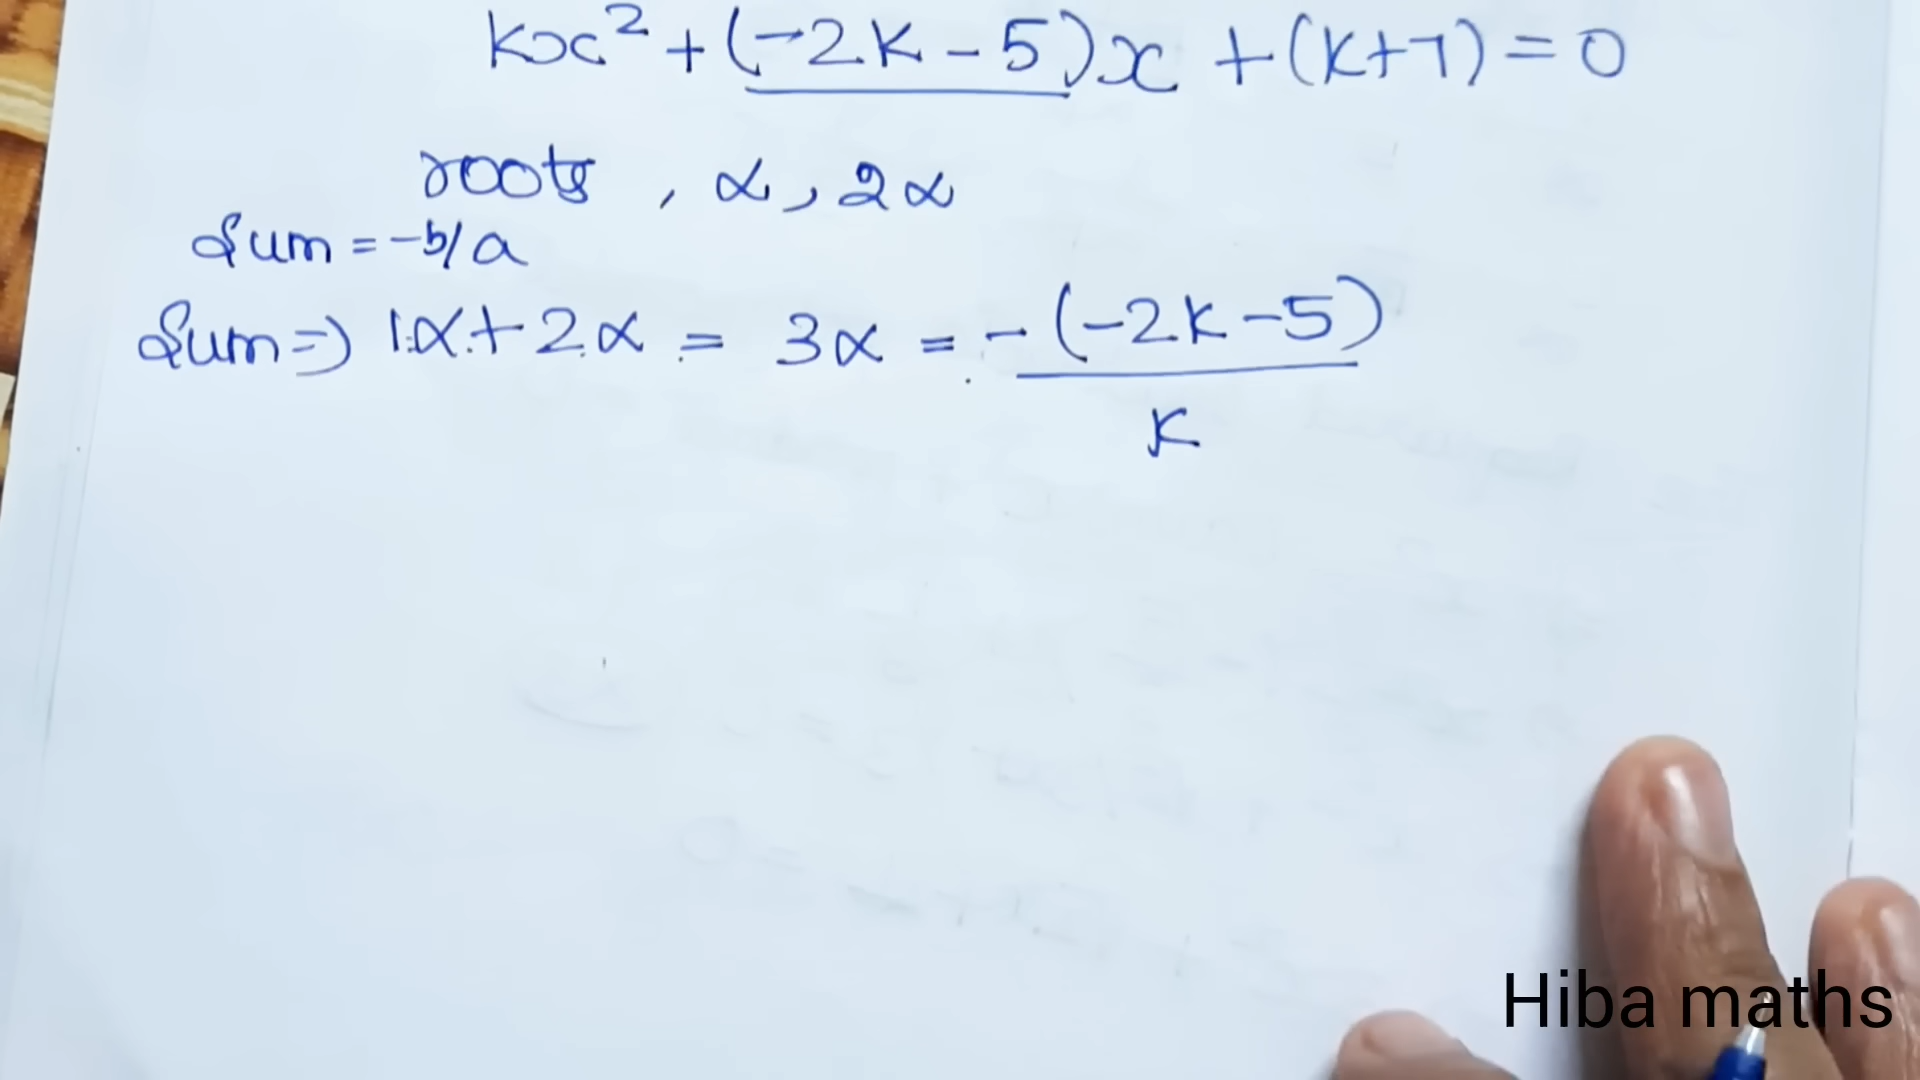 kx² + (-2k - 5)x + (k+7) = 0
roots, α, 2α
Sum = -b/a
Sum ⇒ 1α + 2α = 3α = -(-2k-5)
k
Hiba maths